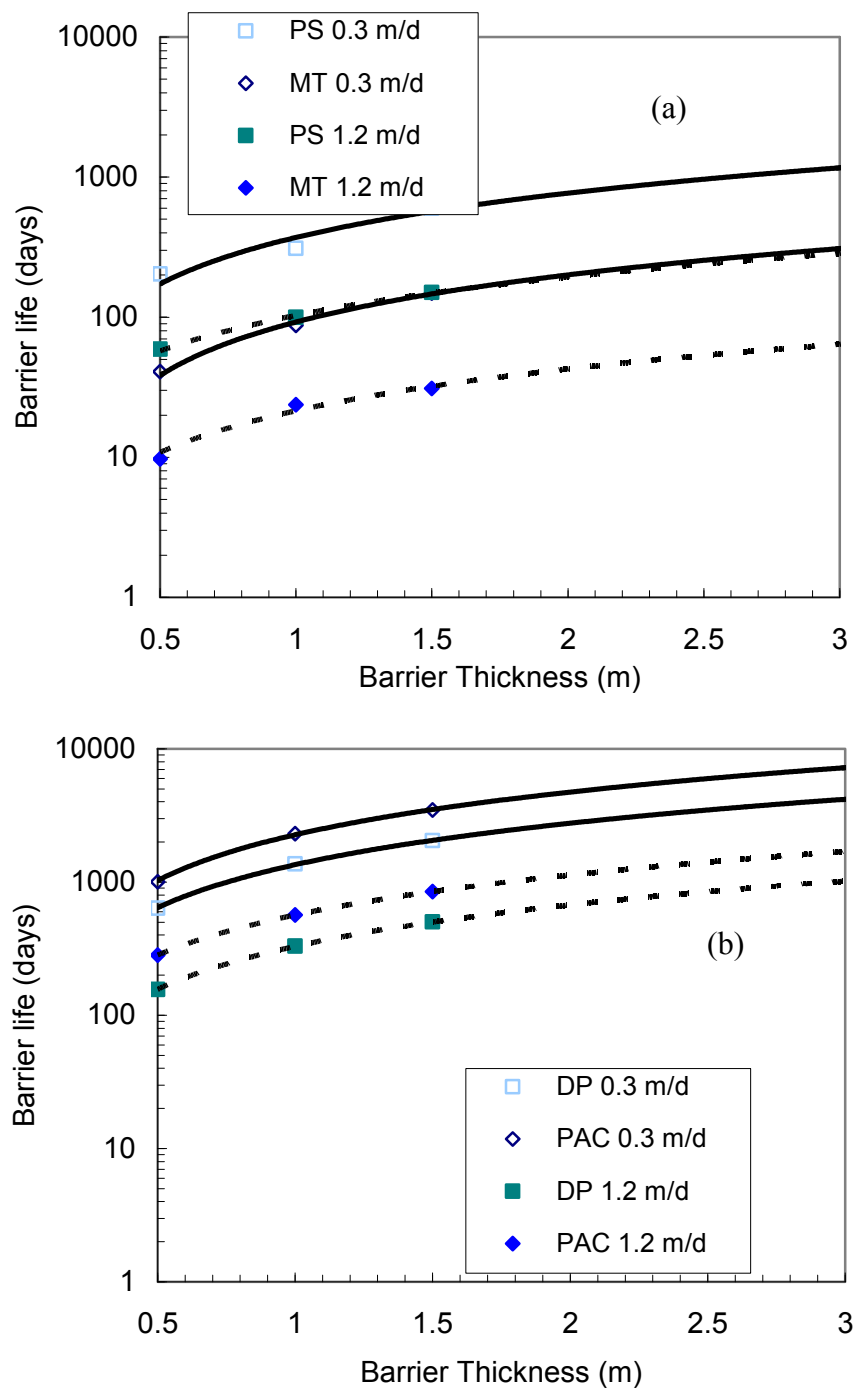 PS 0.3 m/d
MT 0.3 m/d
PS 1.2 m/d
MT 1.2 m/d
(a)
10000
1000
100
10
1
Barrier life (days)
0.5 1 1.5 2 2.5 3
Barrier Thickness (m)
10000
1000
100
10
1
Barrier life (days)
(b)
DP 0.3 m/d
PAC 0.3 m/d
DP 1.2 m/d
PAC 1.2 m/d
0.5 1 1.5 2 2.5 3
Barrier Thickness (m)